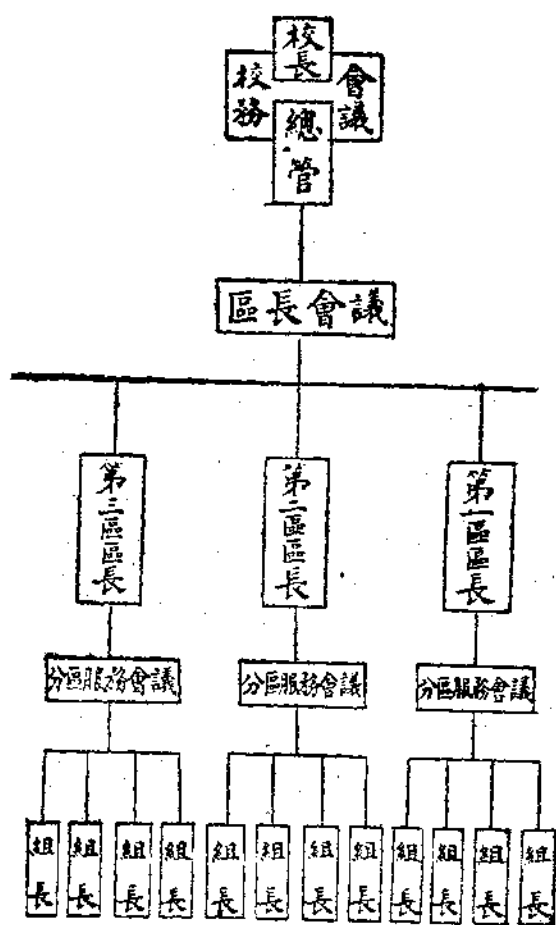 校長
校務
會議
總管
區長會議
第三區區長
第二區區長
第一區區長
分區服務會議
分區服務會議
分區服務會議
組長
組長
組長
組長
組長
組長
組長
組長
組長
組長
組長
組長